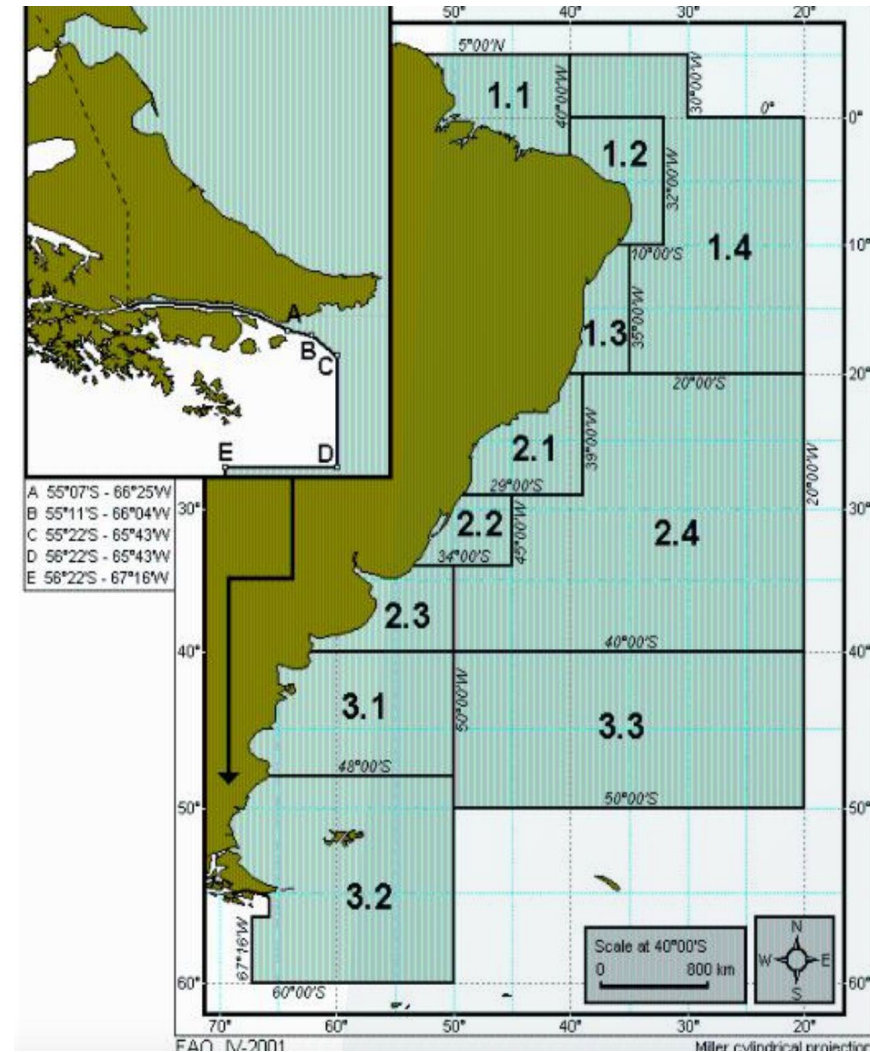 50° 40° 30° 20°
5°00'N
1.1
40°00'W
30°00'W
0°
0°
1.2
32°00'W
10°00'S
1.4
10°
1.3
35°00'W
20°00'S
20°
A
B
C
D
E
2.1
39°00'W
29°00'S
20°00'W
A 55°07'S - 66°25'W
B 55°11'S - 66°04'W
C 55°22'S - 65°43'W
D 56°22'S - 65°43'W
E 56°22'S - 67°16'W
30°
2.2
45°00'W
34°00'S
2.4
30°
2.3
40°
40°00'S
40°
3.1
50°00'W
3.3
48°00'S
50°
50°00'S
50°
3.2
67°16'W
60°
60°00'S
60°
Scale at 40°00'S
0 800 km
N
W E
S
70° 60° 50° 40° 30° 20°
FAO IV-2001
Miller cylindrical projection